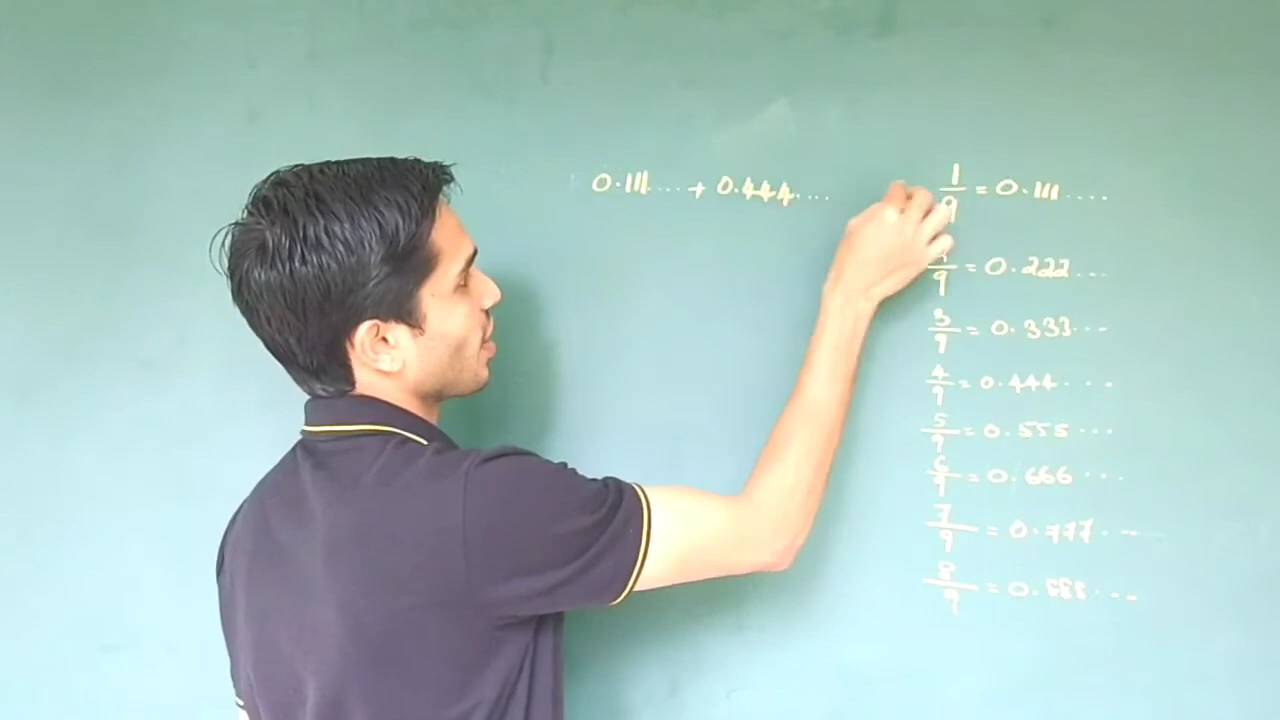 0.111.... + 0.444....
1/9 = 0.111....
/9 = 0.222...
3/9 = 0.333...
4/9 = 0.444...
5/9 = 0.555...
6/9 = 0.666...
7/9 = 0.777...
8/9 = 0.888...